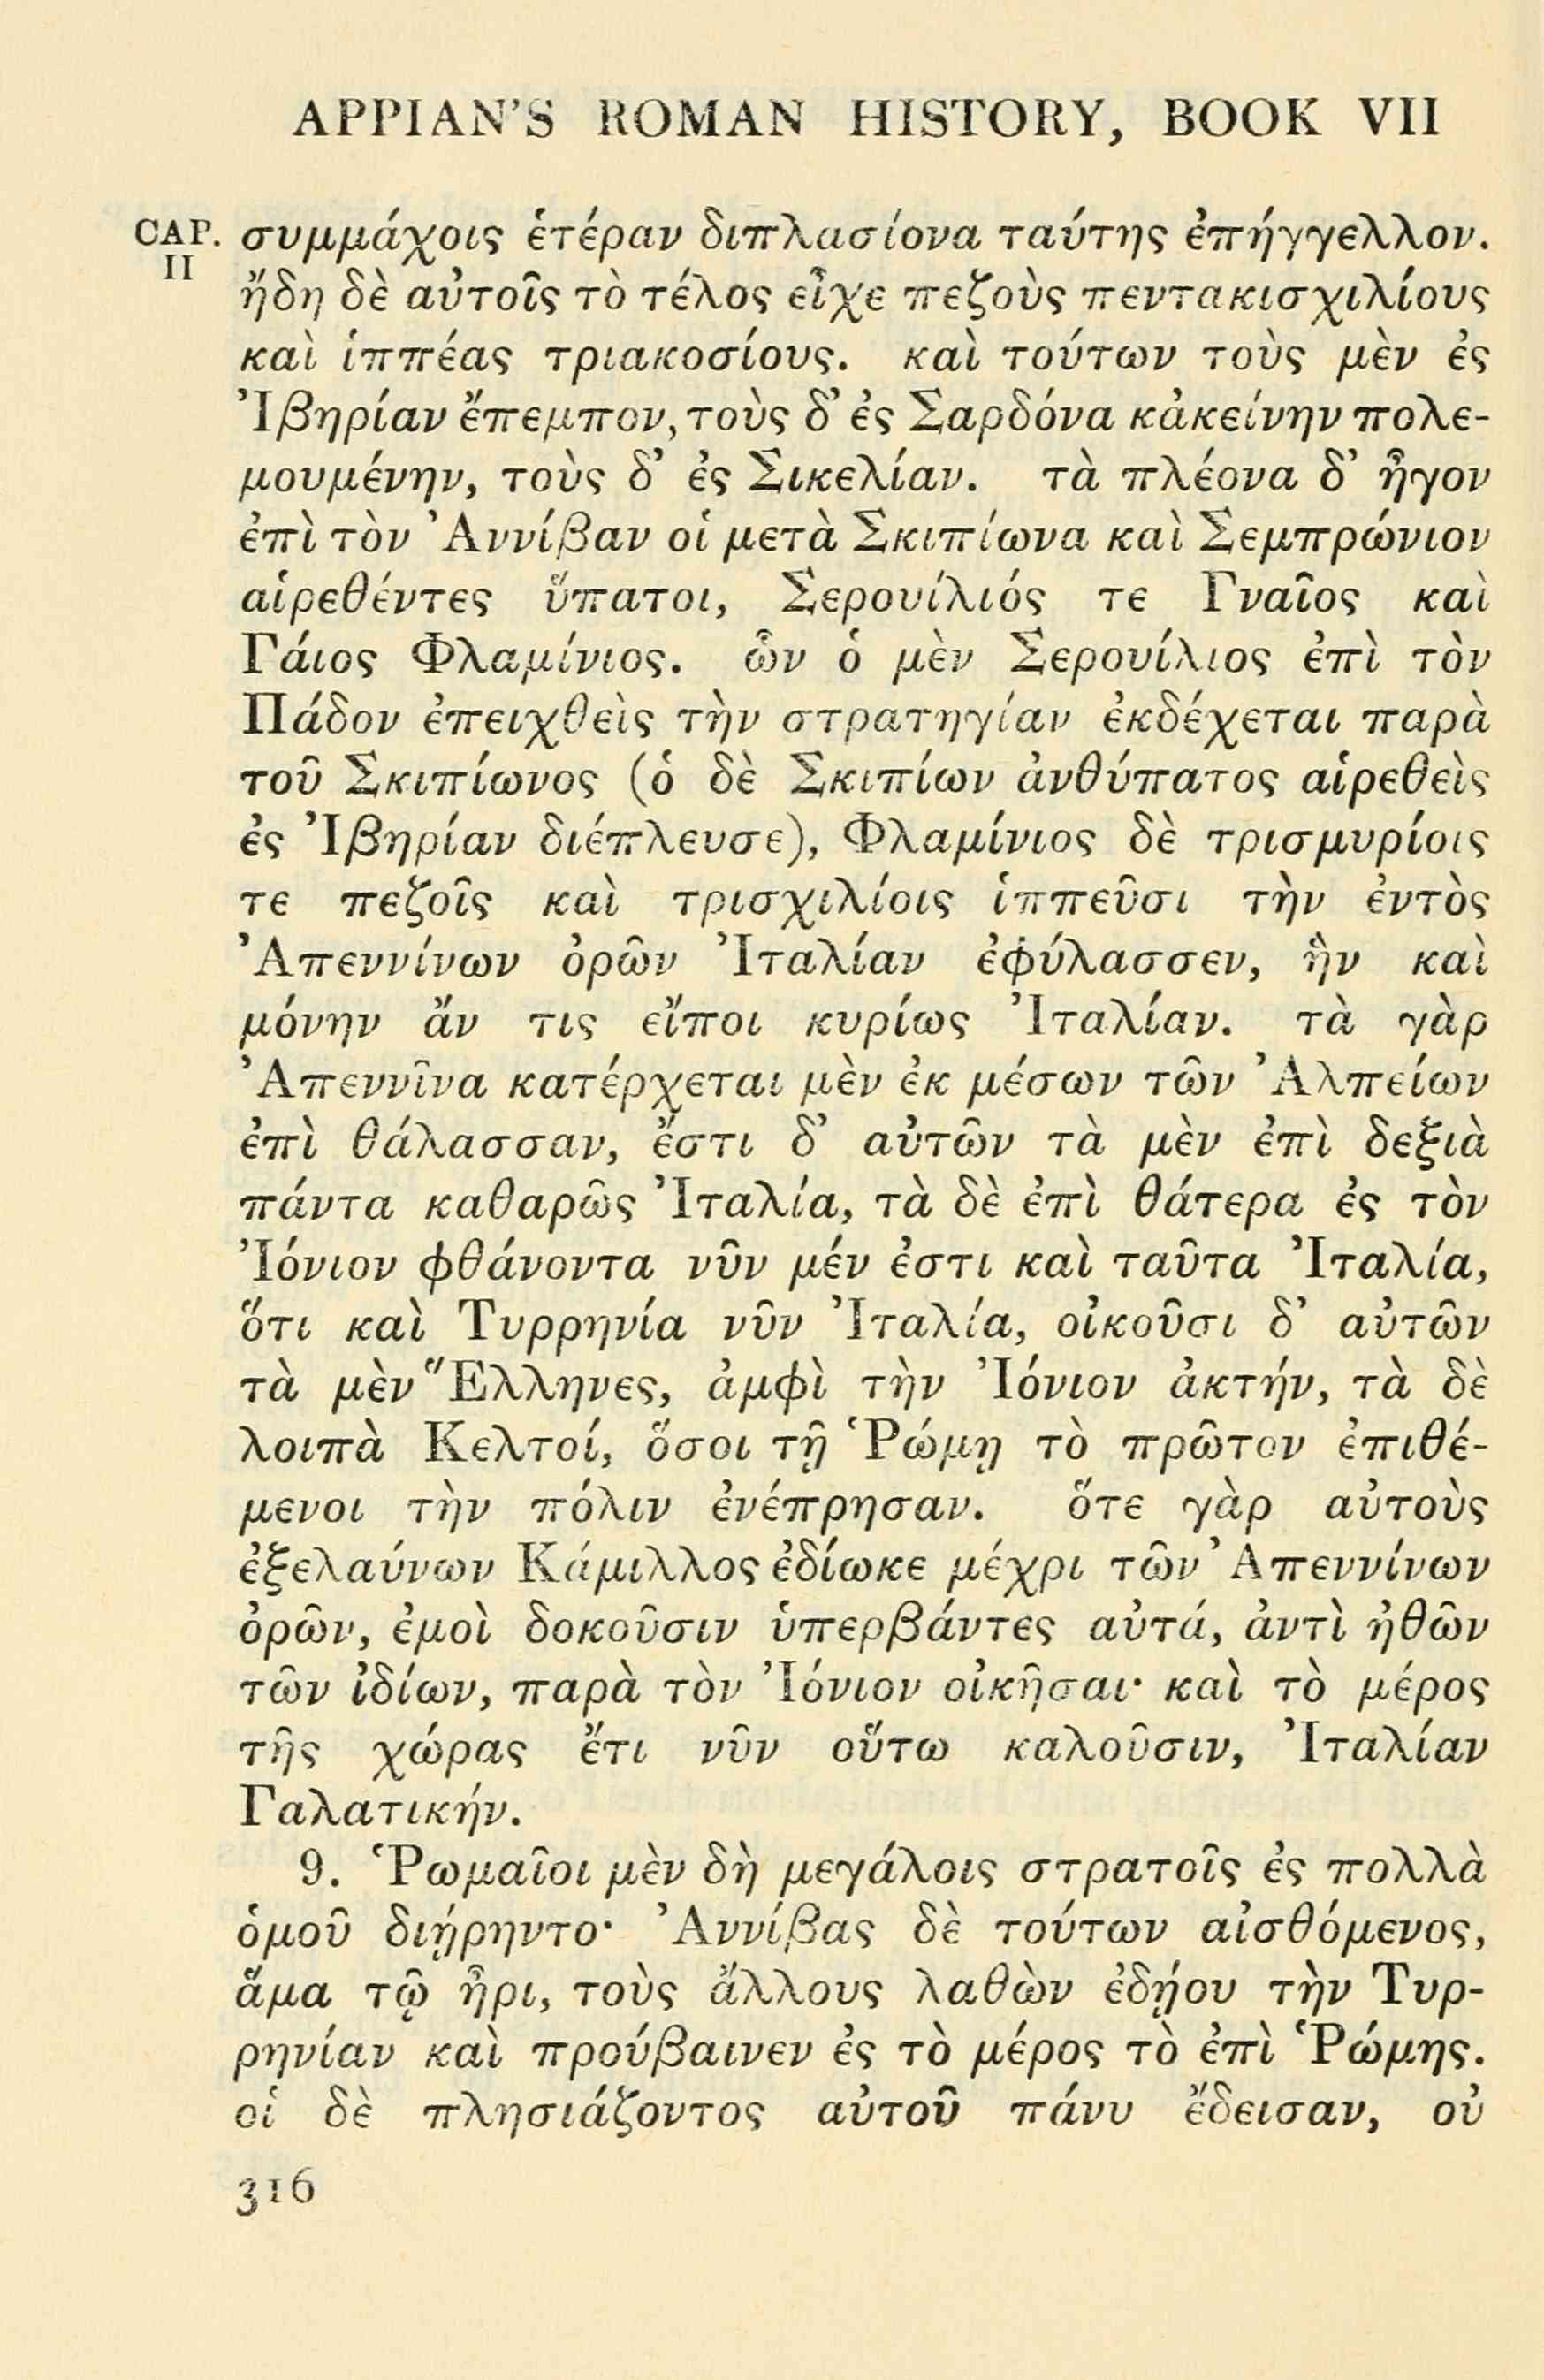 APPIAN'S ROMAN HISTORY, BOOK VII
CAP. συμμάχοις ἑτέραν διπλασίονα ταύτης ἐπήγγελλον.
II ἤδη δὲ αὐτοῖς τὸ τέλος εἶχε πεζοὺς πεντακισχιλίους
καὶ ἱππέας τριακοσίους. καὶ τούτων τοὺς μὲν ἐς
Ἰβηρίαν ἔπεμπον, τοὺς δ’ ἐς Σαρδόνα κἀκείνην πολε-
μουμένην, τοὺς δ’ ἐς Σικελίαν. τὰ πλέονα δ’ ἦγον
ἐπὶ τὸν Ἀννίβαν οἱ μετὰ Σκιπίωνα καὶ Σεμπρώνιον
αἱρεθέντες ὕπατοι, Σερουίλιός τε Γναῖος καὶ
Γάιος Φλαμίνιος. ὧν ὁ μὲν Σερουίλιος ἐπὶ τὸν
Πάδον ἐπειχθεὶς τὴν στρατηγίαν ἐκδέχεται παρὰ
τοῦ Σκιπίωνος (ὁ δὲ Σκιπίων ἀνθύπατος αἱρεθεὶς
ἐς Ἰβηρίαν διέπλευσε), Φλαμίνιος δὲ τρισμυρίοις
τε πεζοῖς καὶ τρισχιλίοις ἱππεῦσι τὴν ἐντὸς
Ἀπεννίνων ὀρῶν Ἰταλίαν ἐφύλασσεν, ἣν καὶ
μόνην ἄν τις εἴποι κυρίως Ἰταλίαν. τὰ γὰρ
Ἀπεννῖνα κατέρχεται μὲν ἐκ μέσων τῶν Ἀλπείων
ἐπὶ θάλασσαν, ἔστι δ’ αὐτῶν τὰ μὲν ἐπὶ δεξιὰ
πάντα καθαρῶς Ἰταλία, τὰ δὲ ἐπὶ θάτερα ἐς τὸν
Ἰόνιον φθάνοντα νῦν μέν ἐστι καὶ ταῦτα Ἰταλία,
ὅτι καὶ Τυρρηνία νῦν Ἰταλία, οἰκοῦσι δ’ αὐτῶν
τὰ μὲν Ἕλληνες, ἀμφὶ τὴν Ἰόνιον ἀκτήν, τὰ δὲ
λοιπὰ Κελτοί, ὅσοι τῇ Ῥώμῃ τὸ πρῶτον ἐπιθέ-
μενοι τὴν πόλιν ἐνέπρησαν. ὅτε γὰρ αὐτοὺς
ἐξελαύνων Κάμιλλος ἐδίωκε μέχρι τῶν Ἀπεννίνων
ὀρῶν, ἐμοὶ δοκοῦσιν ὑπερβάντες αὐτά, ἀντὶ ἠθῶν
τῶν ἰδίων, παρὰ τὸν Ἰόνιον οἰκῆσαι· καὶ τὸ μέρος
τῆς χώρας ἔτι νῦν οὕτω καλοῦσιν, Ἰταλίαν
Γαλατικήν.
9. Ῥωμαῖοι μὲν δὴ μεγάλοις στρατοῖς ἐς πολλὰ
ὁμοῦ διῄρηντο· Ἀννίβας δὲ τούτων αἰσθόμενος,
ἅμα τῷ ἦρι, τοὺς ἄλλους λαθὼν ἐδῄου τὴν Τυρ-
ρηνίαν καὶ προύβαινεν ἐς τὸ μέρος τὸ ἐπὶ Ῥώμης.
οἱ δὲ πλησιάζοντος αὐτοῦ πάνυ ἔδεισαν, οὐ
316